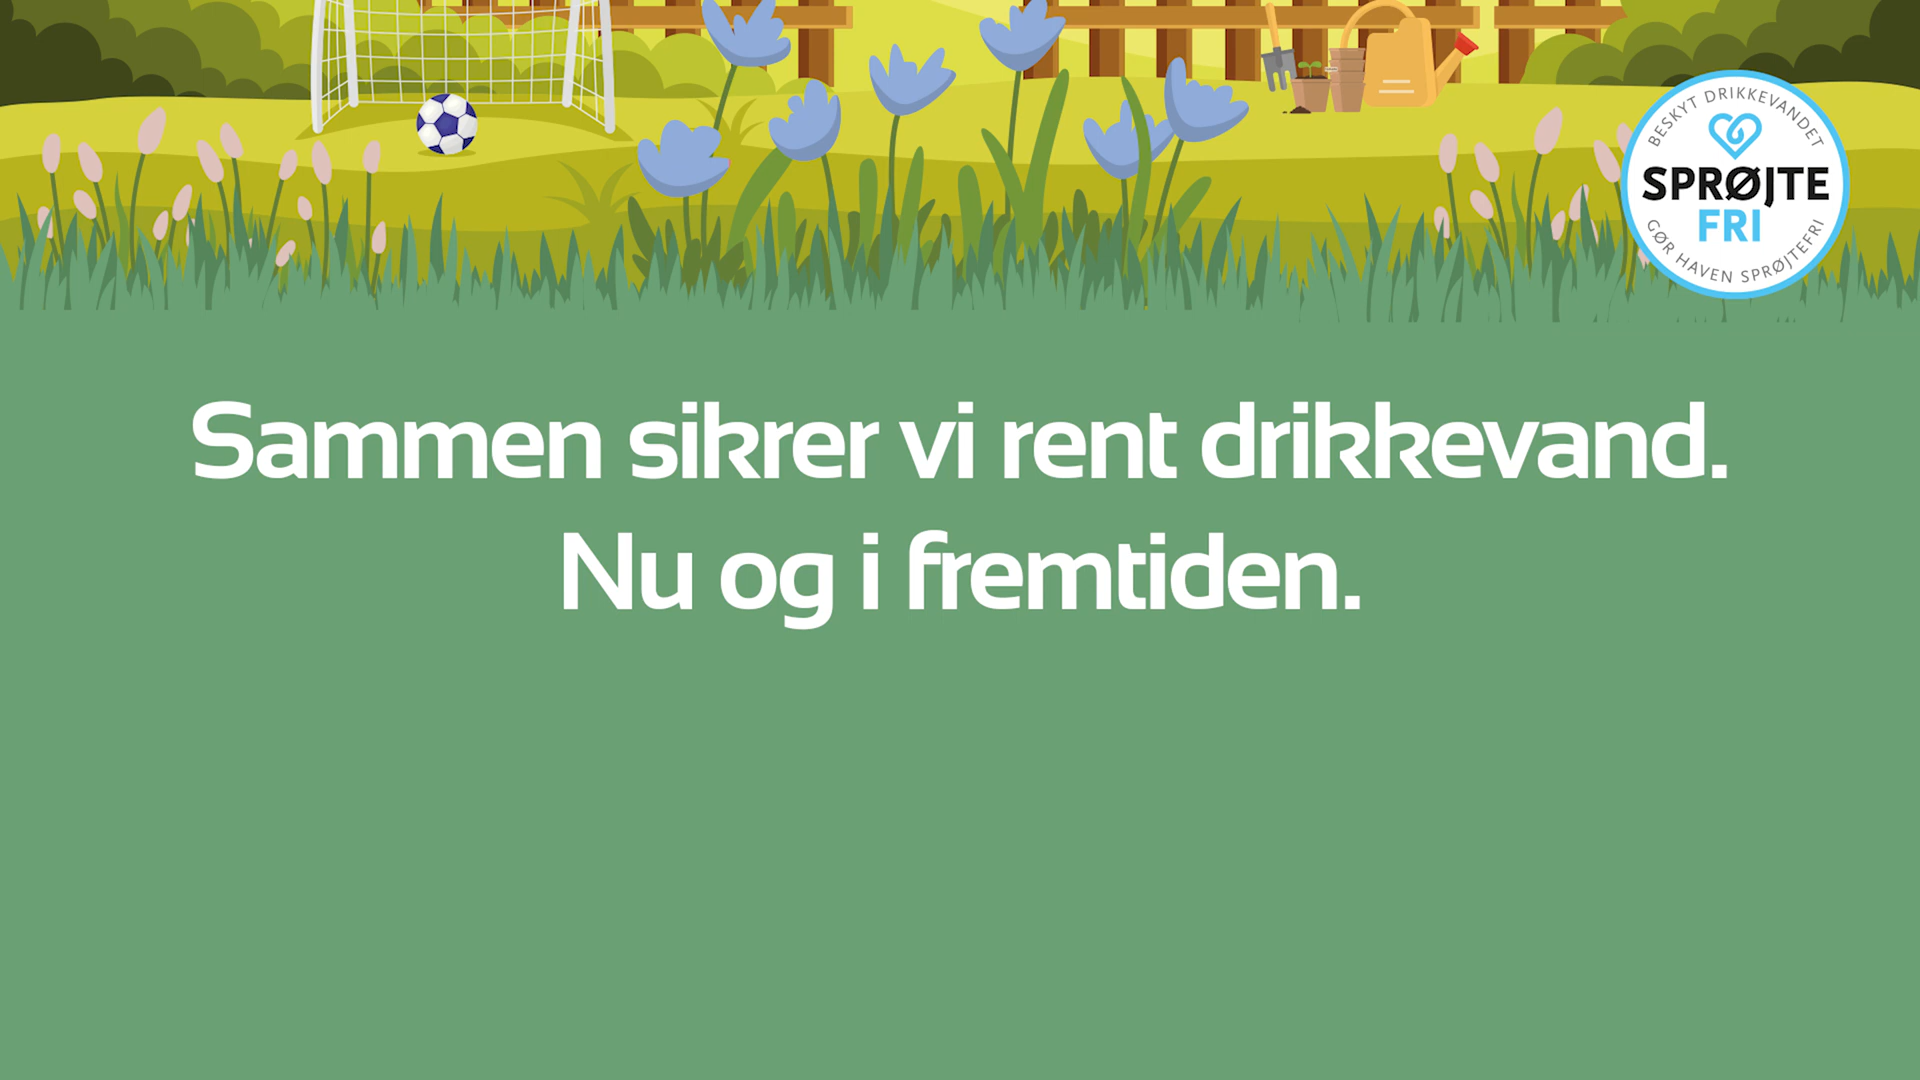 BESKYT DRIKKEVANDET
SPRØJTE
FRI
GØR HAVEN SPRØJTEFRI
Sammen sikrer vi rent drikkevand.
Nu og i fremtiden.